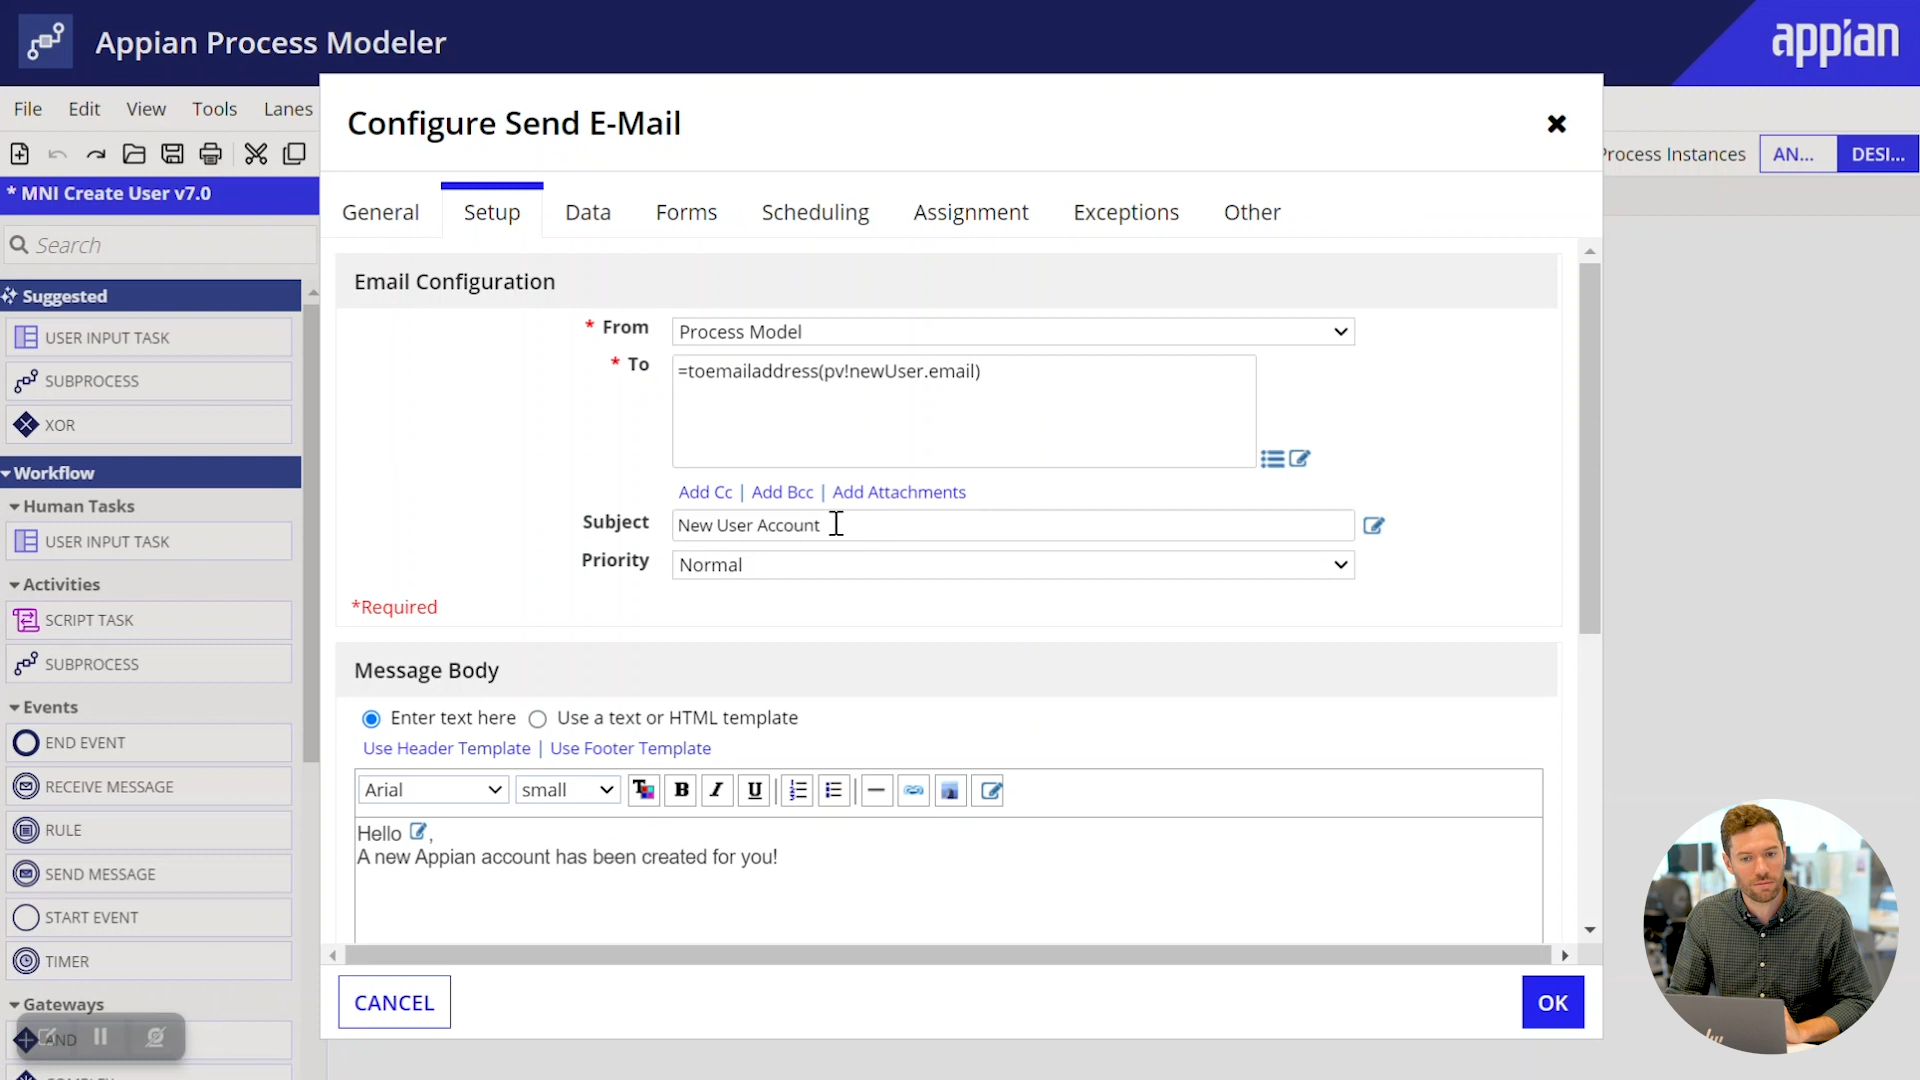 Appian Process Modeler
appian
File Edit View Tools Lanes
Process Instances AN... DESI...
* MNI Create User v7.0
Search
Suggested
USER INPUT TASK
SUBPROCESS
XOR
Workflow
Human Tasks
USER INPUT TASK
Activities
SCRIPT TASK
SUBPROCESS
Events
END EVENT
RECEIVE MESSAGE
RULE
SEND MESSAGE
START EVENT
TIMER
Gateways
AND
Configure Send E-Mail
General Setup Data Forms Scheduling Assignment Exceptions Other
Email Configuration
* From Process Model
* To =toemailaddress(pv!newUser.email)
Add Cc | Add Bcc | Add Attachments
Subject New User Account
Priority Normal
*Required
Message Body
Enter text here Use a text or HTML template
Use Header Template | Use Footer Template
Arial small B I U
Hello ,
A new Appian account has been created for you!
CANCEL OK